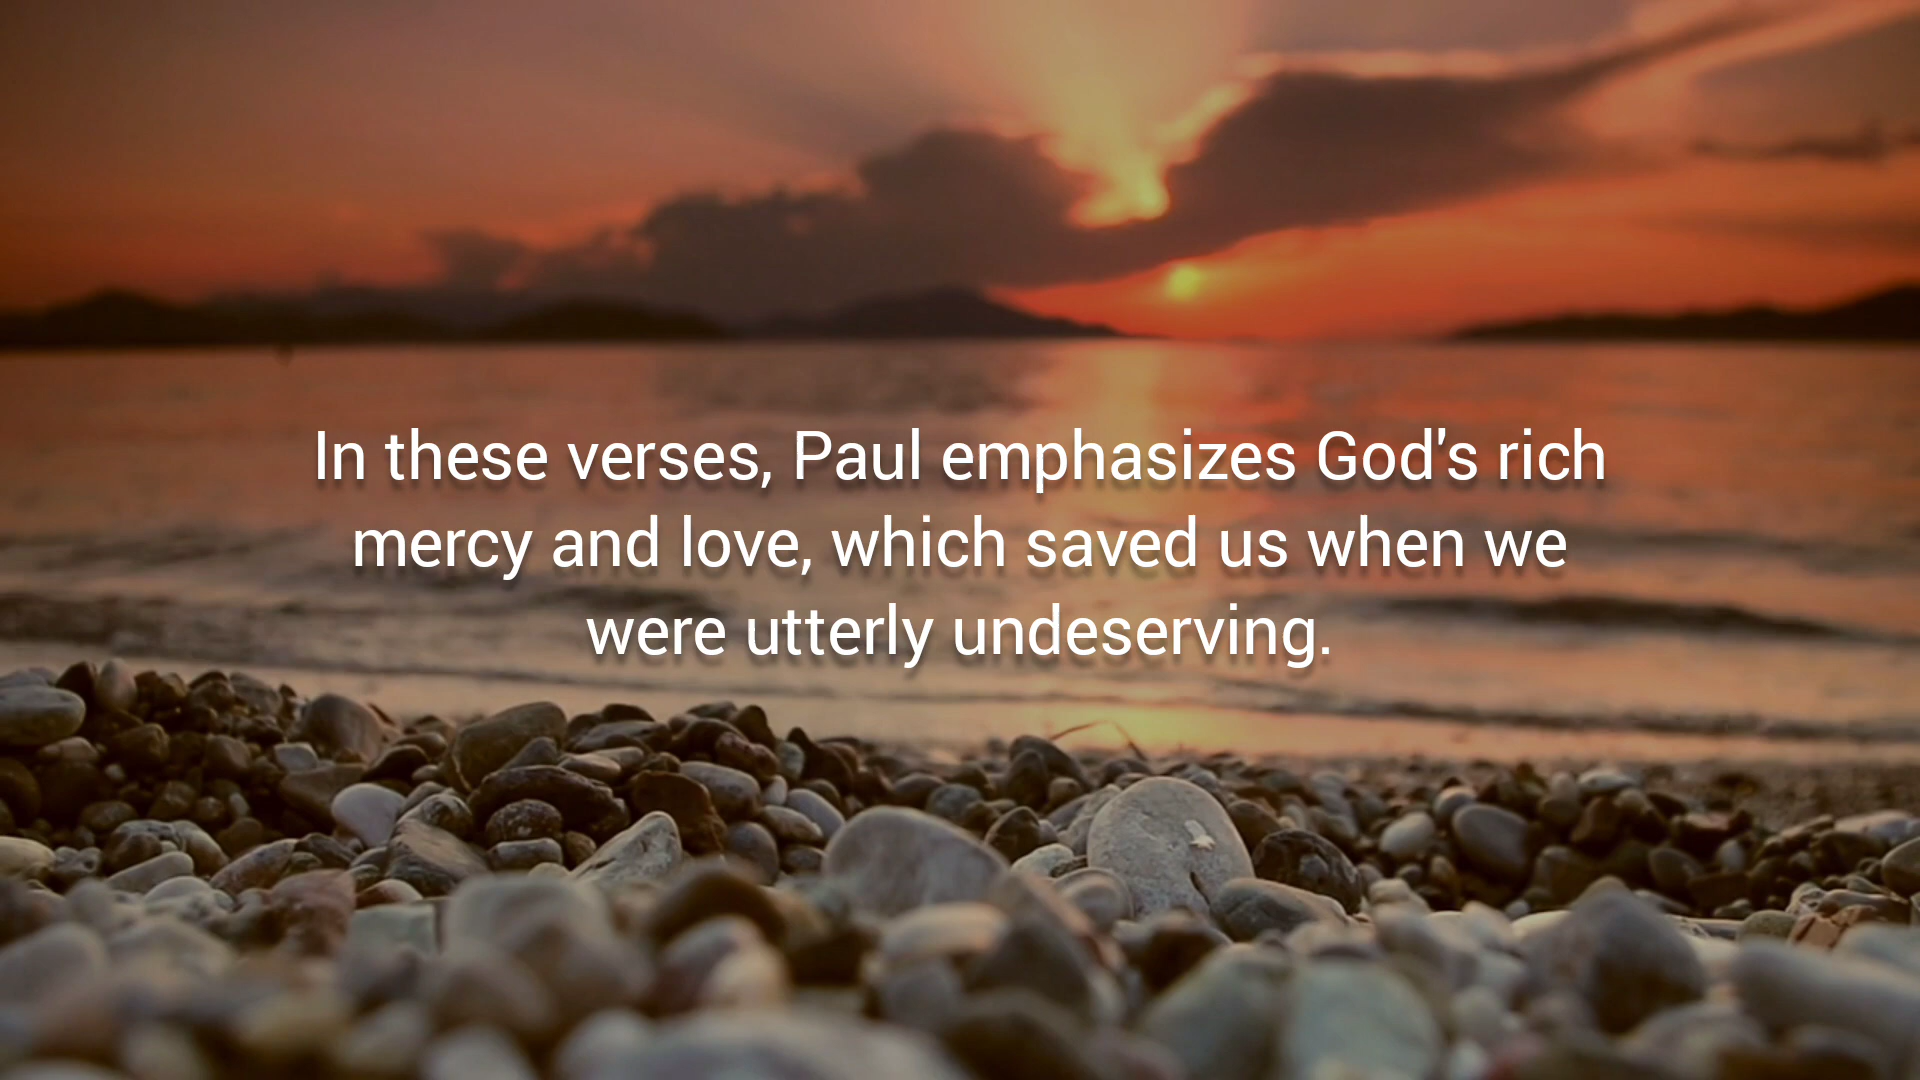 In these verses, Paul emphasizes God's rich
mercy and love, which saved us when we
were utterly undeserving.